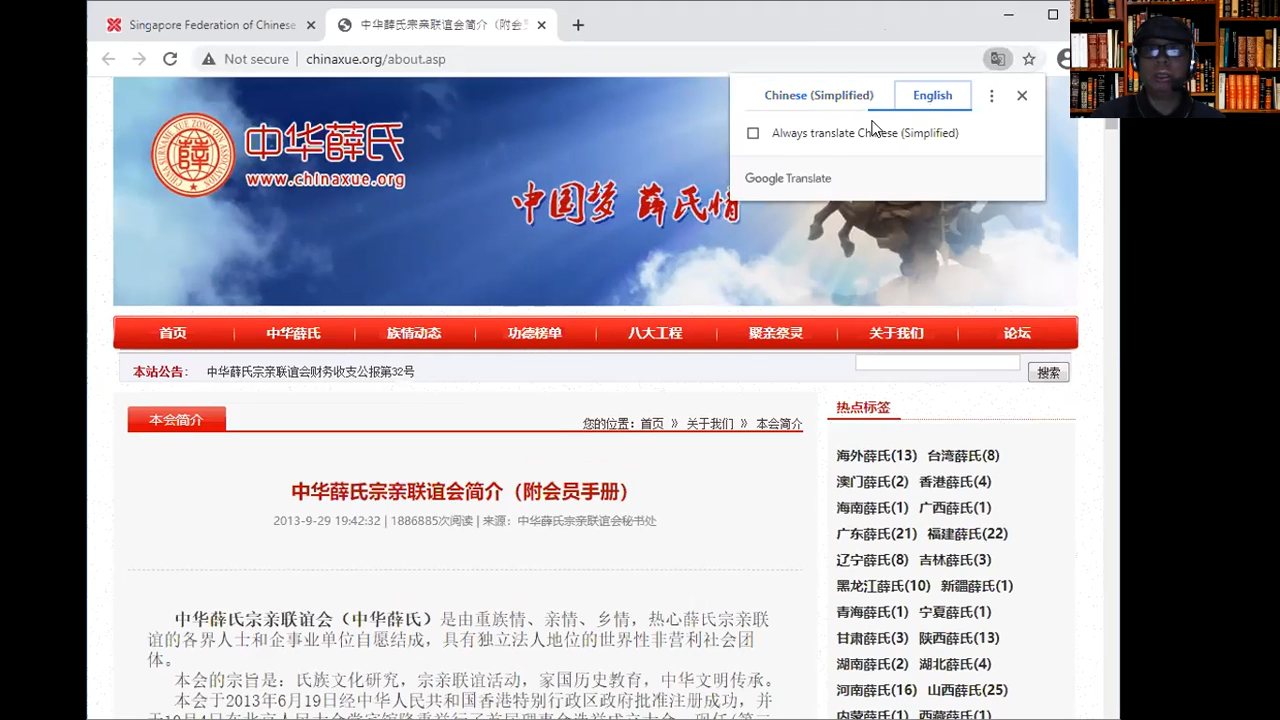 Singapore Federation of Chinese
中华薛氏宗亲联谊会简介（附会员
Not secure
chinaxue.org/about.asp
Chinese (Simplified)
English
Always translate Chinese (Simplified)
Google Translate
薛
中华薛氏
www.chinaxue.org
中国梦 薛氏情
首页
中华薛氏
族情动态
功德榜单
八大工程
聚亲祭灵
关于我们
论坛
本站公告： 中华薛氏宗亲联谊会财务收支公报第32号
搜索
本会简介
您的位置：首页 》 关于我们 》 本会简介
中华薛氏宗亲联谊会简介（附会员手册）
2013-9-29 19:42:32 | 1886885次阅读 | 来源：中华薛氏宗亲联谊会秘书处
中华薛氏宗亲联谊会（中华薛氏）是由重族情、亲情、乡情，热心薛氏宗亲联
谊的各界人士和企事业单位自愿结成，具有独立法人地位的世界性非营利社会团
体。
本会的宗旨是：氏族文化研究，宗亲联谊活动，家国历史教育，中华文明传承。
本会于2013年6月19日经中华人民共和国香港特别行政区政府批准注册成功，并
热点标签
海外薛氏(13) 台湾薛氏(8)
澳门薛氏(2) 香港薛氏(4)
海南薛氏(1) 广西薛氏(1)
广东薛氏(21) 福建薛氏(22)
辽宁薛氏(8) 吉林薛氏(3)
黑龙江薛氏(10) 新疆薛氏(1)
青海薛氏(1) 宁夏薛氏(1)
甘肃薛氏(3) 陕西薛氏(13)
湖南薛氏(2) 湖北薛氏(4)
河南薛氏(16) 山西薛氏(25)
内蒙薛氏(1) 西藏薛氏(1)